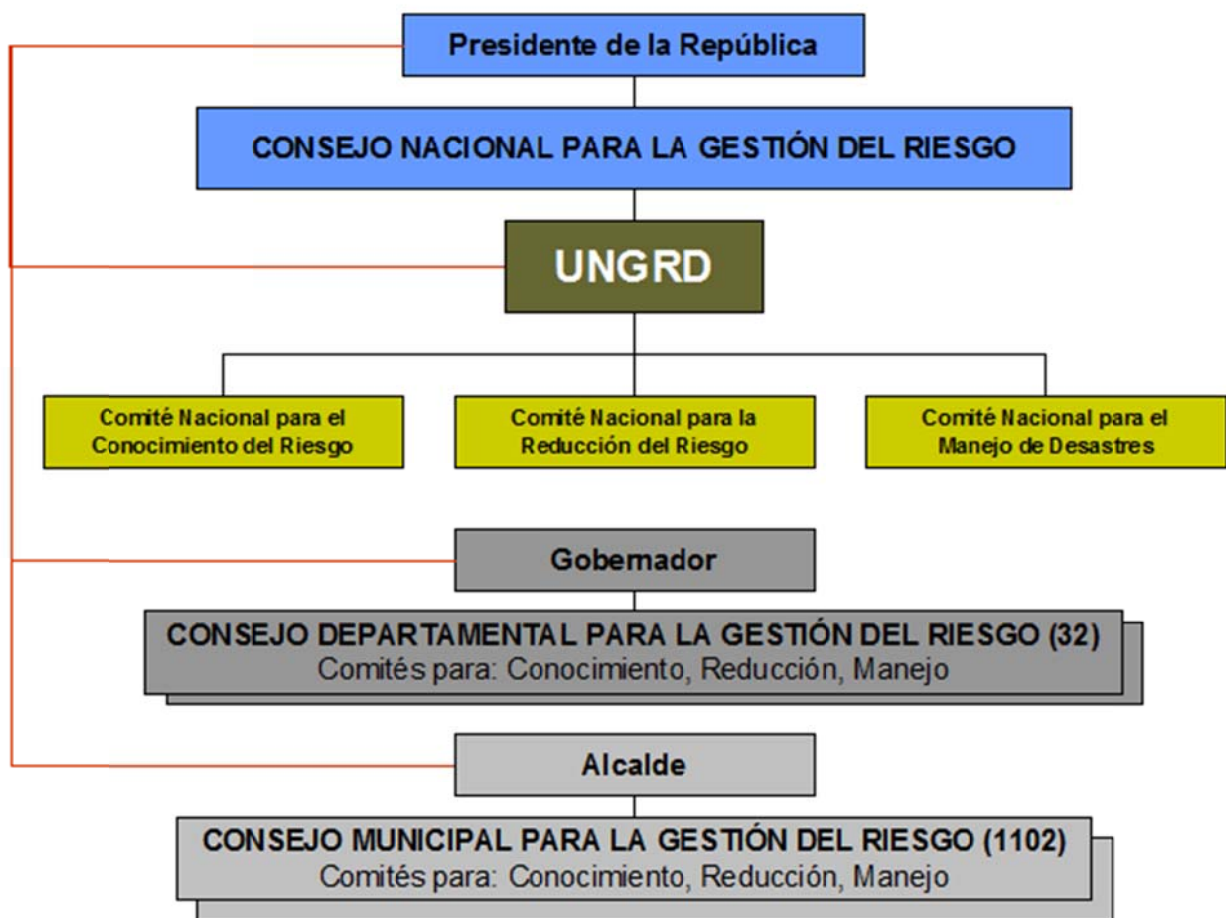 Presidente de la República
CONSEJO NACIONAL PARA LA GESTIÓN DEL RIESGO
UNGRD
Comité Nacional para el
Conocimiento del Riesgo
Comité Nacional para la
Reducción del Riesgo
Comité Nacional para el
Manejo de Desastres
Gobernador
CONSEJO DEPARTAMENTAL PARA LA GESTIÓN DEL RIESGO (32)
Comités para: Conocimiento, Reducción, Manejo
Alcalde
CONSEJO MUNICIPAL PARA LA GESTIÓN DEL RIESGO (1102)
Comités para: Conocimiento, Reducción, Manejo